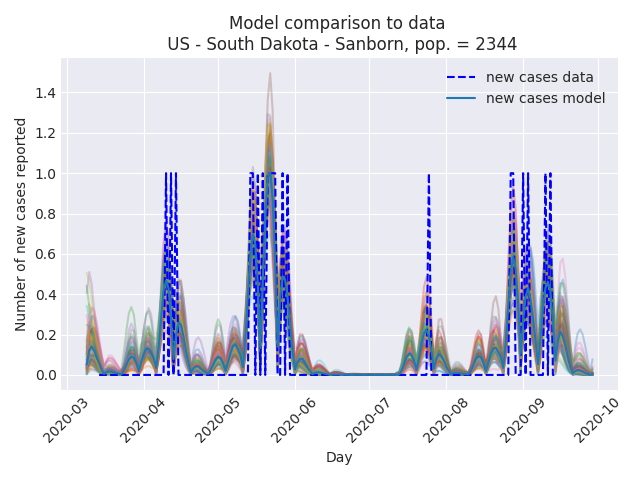 Model comparison to data
US - South Dakota - Sanborn, pop. = 2344
new cases data
new cases model
Number of new cases reported
1.4
1.2
1.0
0.8
0.6
0.4
0.2
0.0
2020-03
2020-04
2020-05
2020-06
2020-07
2020-08
2020-09
2020-10
Day